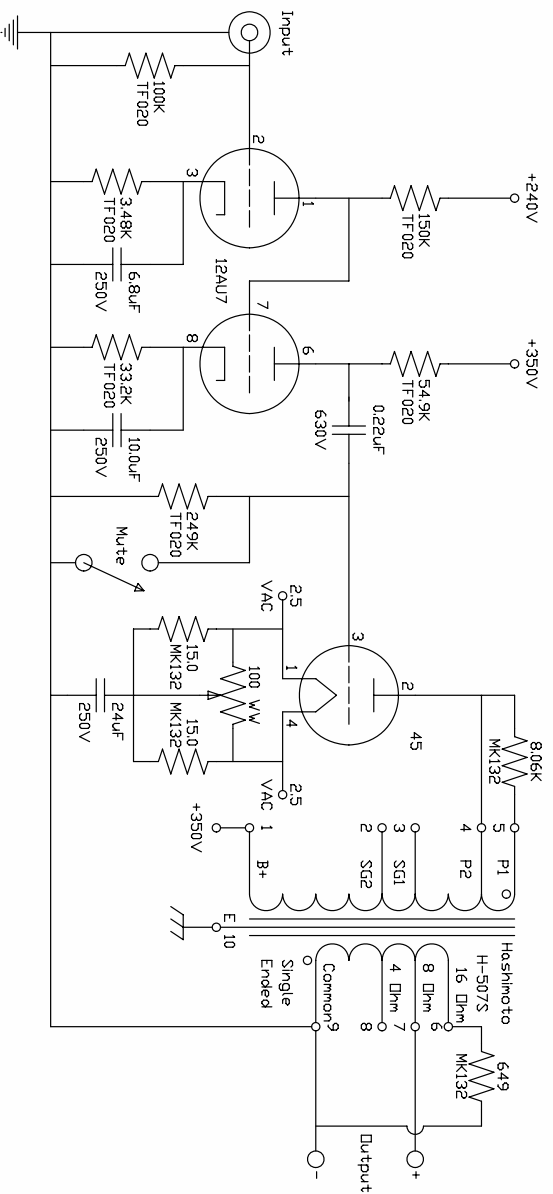 Input
100K
TF020
2
3
1
3.48K
TF020
6.8uF
250V
12AU7
+240V
150K
TF020
7
8
6
33.2K
TF020
10.0uF
250V
+350V
54.9K
TF020
0.22uF
630V
249K
TF020
Mute
2.5
VAC
3
2
1
4
45
100 WW
15.0
MK132
15.0
MK132
24uF
250V
2.5
VAC
8.06K
MK132
+350V
1
B+
2
SG2
3
SG1
4
P2
5
P1
E
10
Hashimoto
H-507S
16 Ohm
6
8 Ohm
7
4 Ohm
8
Common
9
Single
Ended
649
MK132
Output
+
-